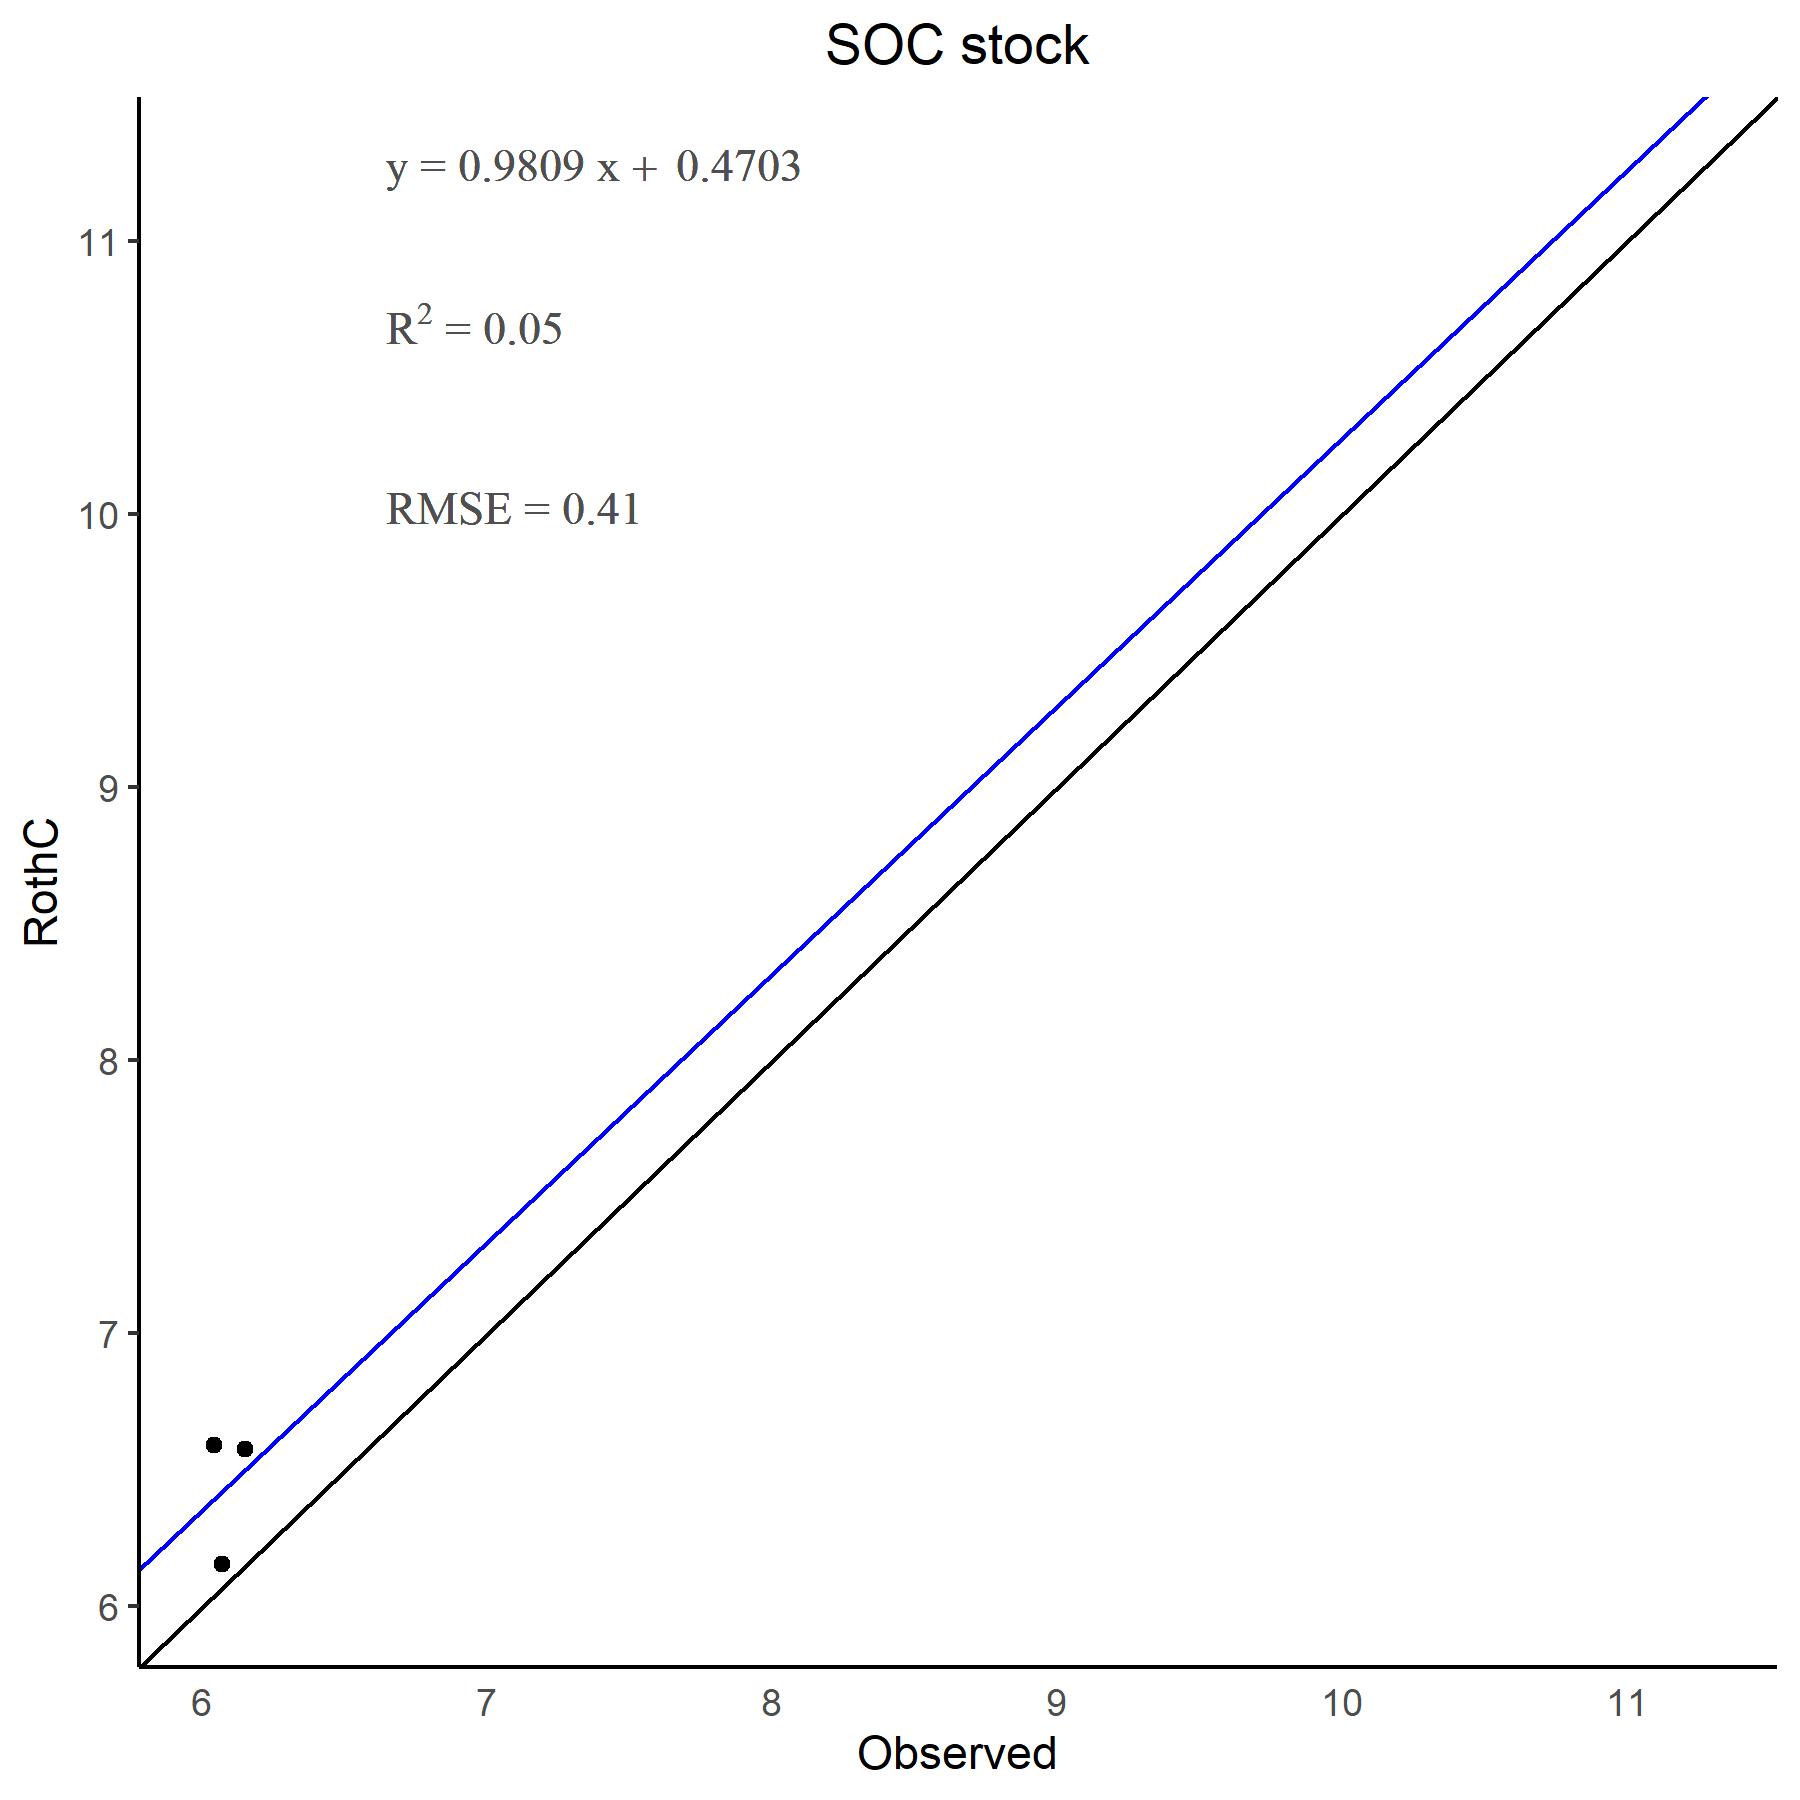 SOC stock
y = 0.9809 x + 0.4703
R² = 0.05
RMSE = 0.41
11
10
9
8
7
6
RothC
6 7 8 9 10 11
Observed